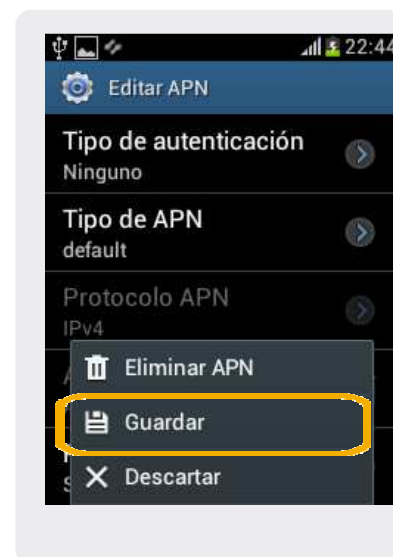 22:44
Editar APN
Tipo de autenticación
Ninguno
Tipo de APN
default
Protocolo APN
IPv4
Eliminar APN
Guardar
Descartar